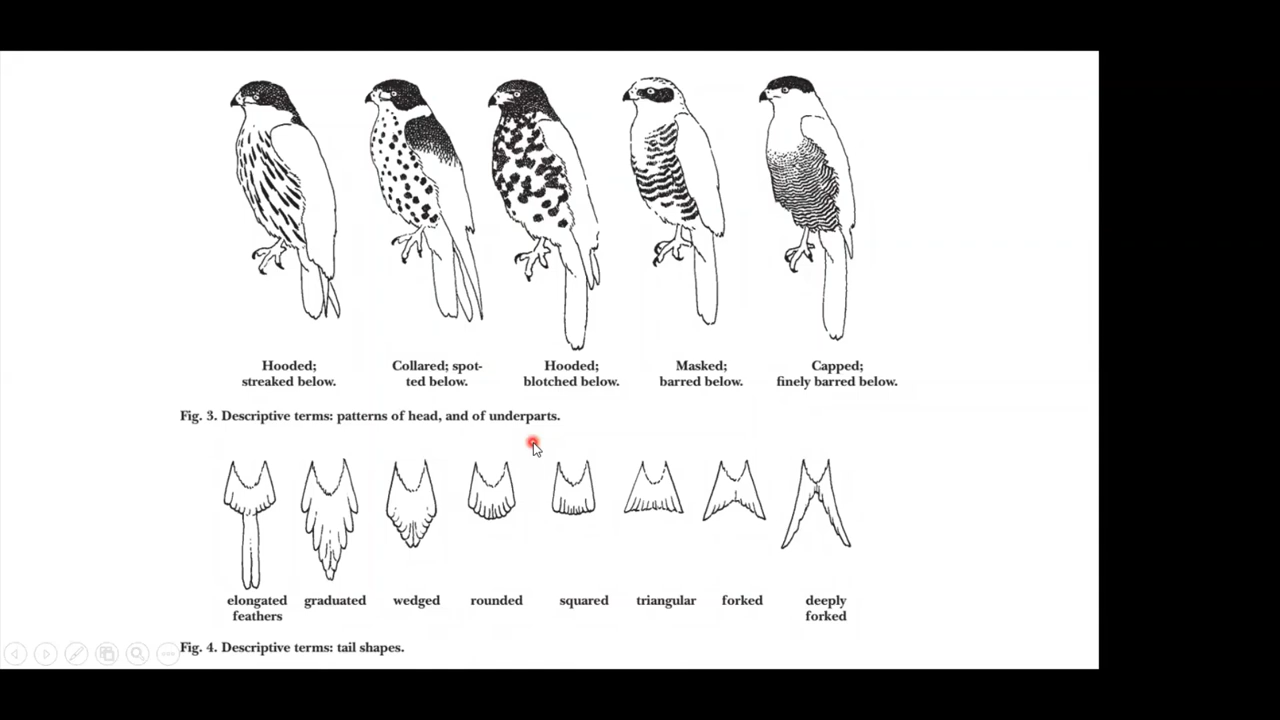 Hooded;
streaked below.
Collared; spot-
ted below.
Hooded;
blotched below.
Masked;
barred below.
Capped;
finely barred below.
Fig. 3. Descriptive terms: patterns of head, and of underparts.
elongated
feathers
graduated
wedged
rounded
squared
triangular
forked
deeply
forked
Fig. 4. Descriptive terms: tail shapes.